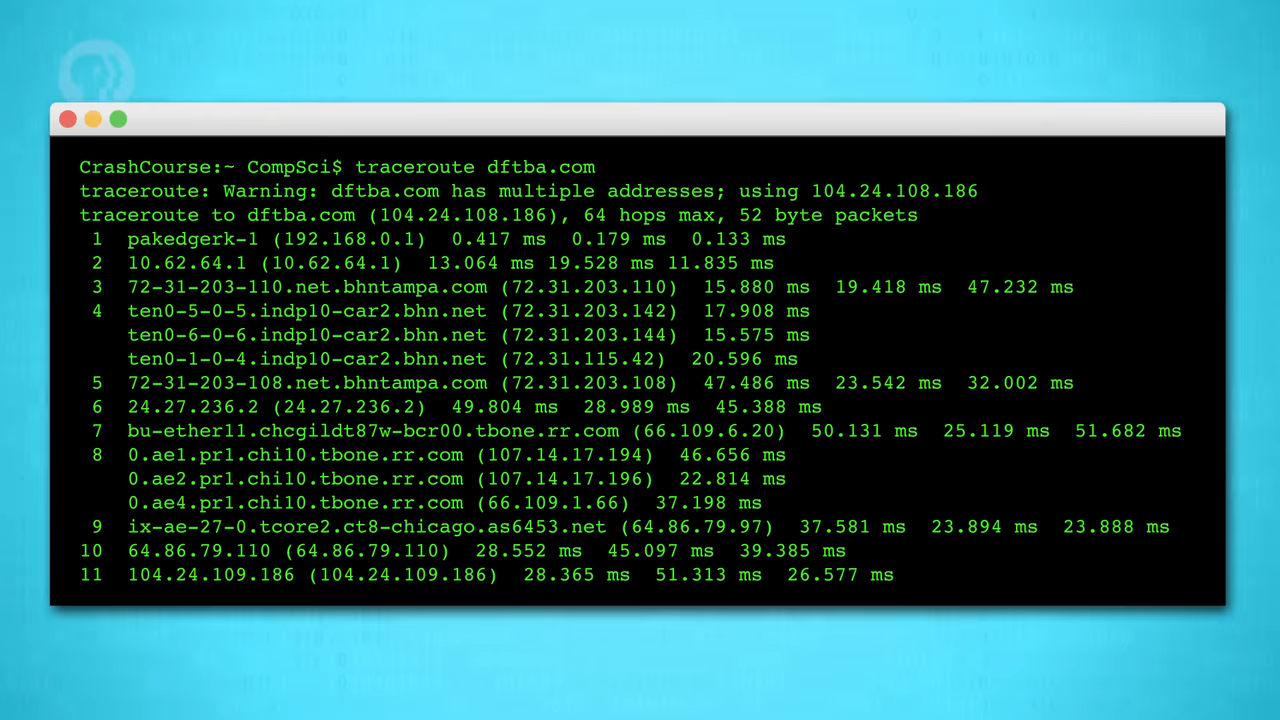 CrashCourse:~ CompSci$ traceroute dftba.com
traceroute: Warning: dftba.com has multiple addresses; using 104.24.108.186
traceroute to dftba.com (104.24.108.186), 64 hops max, 52 byte packets
1 pakedgerk-1 (192.168.0.1) 0.417 ms 0.179 ms 0.133 ms
2 10.62.64.1 (10.62.64.1) 13.064 ms 19.528 ms 11.835 ms
3 72-31-203-110.net.bhntampa.com (72.31.203.110) 15.880 ms 19.418 ms 47.232 ms
4 ten0-5-0-5.indp10-car2.bhn.net (72.31.203.142) 17.908 ms
ten0-6-0-6.indp10-car2.bhn.net (72.31.203.144) 15.575 ms
ten0-1-0-4.indp10-car2.bhn.net (72.31.115.42) 20.596 ms
5 72-31-203-108.net.bhntampa.com (72.31.203.108) 47.486 ms 23.542 ms 32.002 ms
6 24.27.236.2 (24.27.236.2) 49.804 ms 28.989 ms 45.388 ms
7 bu-ether11.chcgildt87w-bcr00.tbone.rr.com (66.109.6.20) 50.131 ms 25.119 ms 51.682 ms
8 0.ae1.pr1.chi10.tbone.rr.com (107.14.17.194) 46.656 ms
0.ae2.pr1.chi10.tbone.rr.com (107.14.17.196) 22.814 ms
0.ae4.pr1.chi10.tbone.rr.com (66.109.1.66) 37.198 ms
9 ix-ae-27-0.tcore2.ct8-chicago.as6453.net (64.86.79.97) 37.581 ms 23.894 ms 23.888 ms
10 64.86.79.110 (64.86.79.110) 28.552 ms 45.097 ms 39.385 ms
11 104.24.109.186 (104.24.109.186) 28.365 ms 51.313 ms 26.577 ms